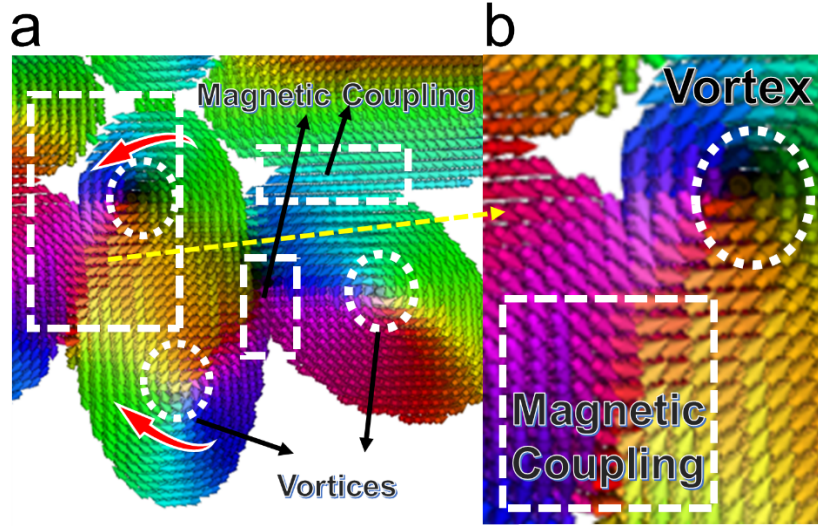 a
b
Magnetic Coupling
Vortex
Magnetic
Coupling
Vortices